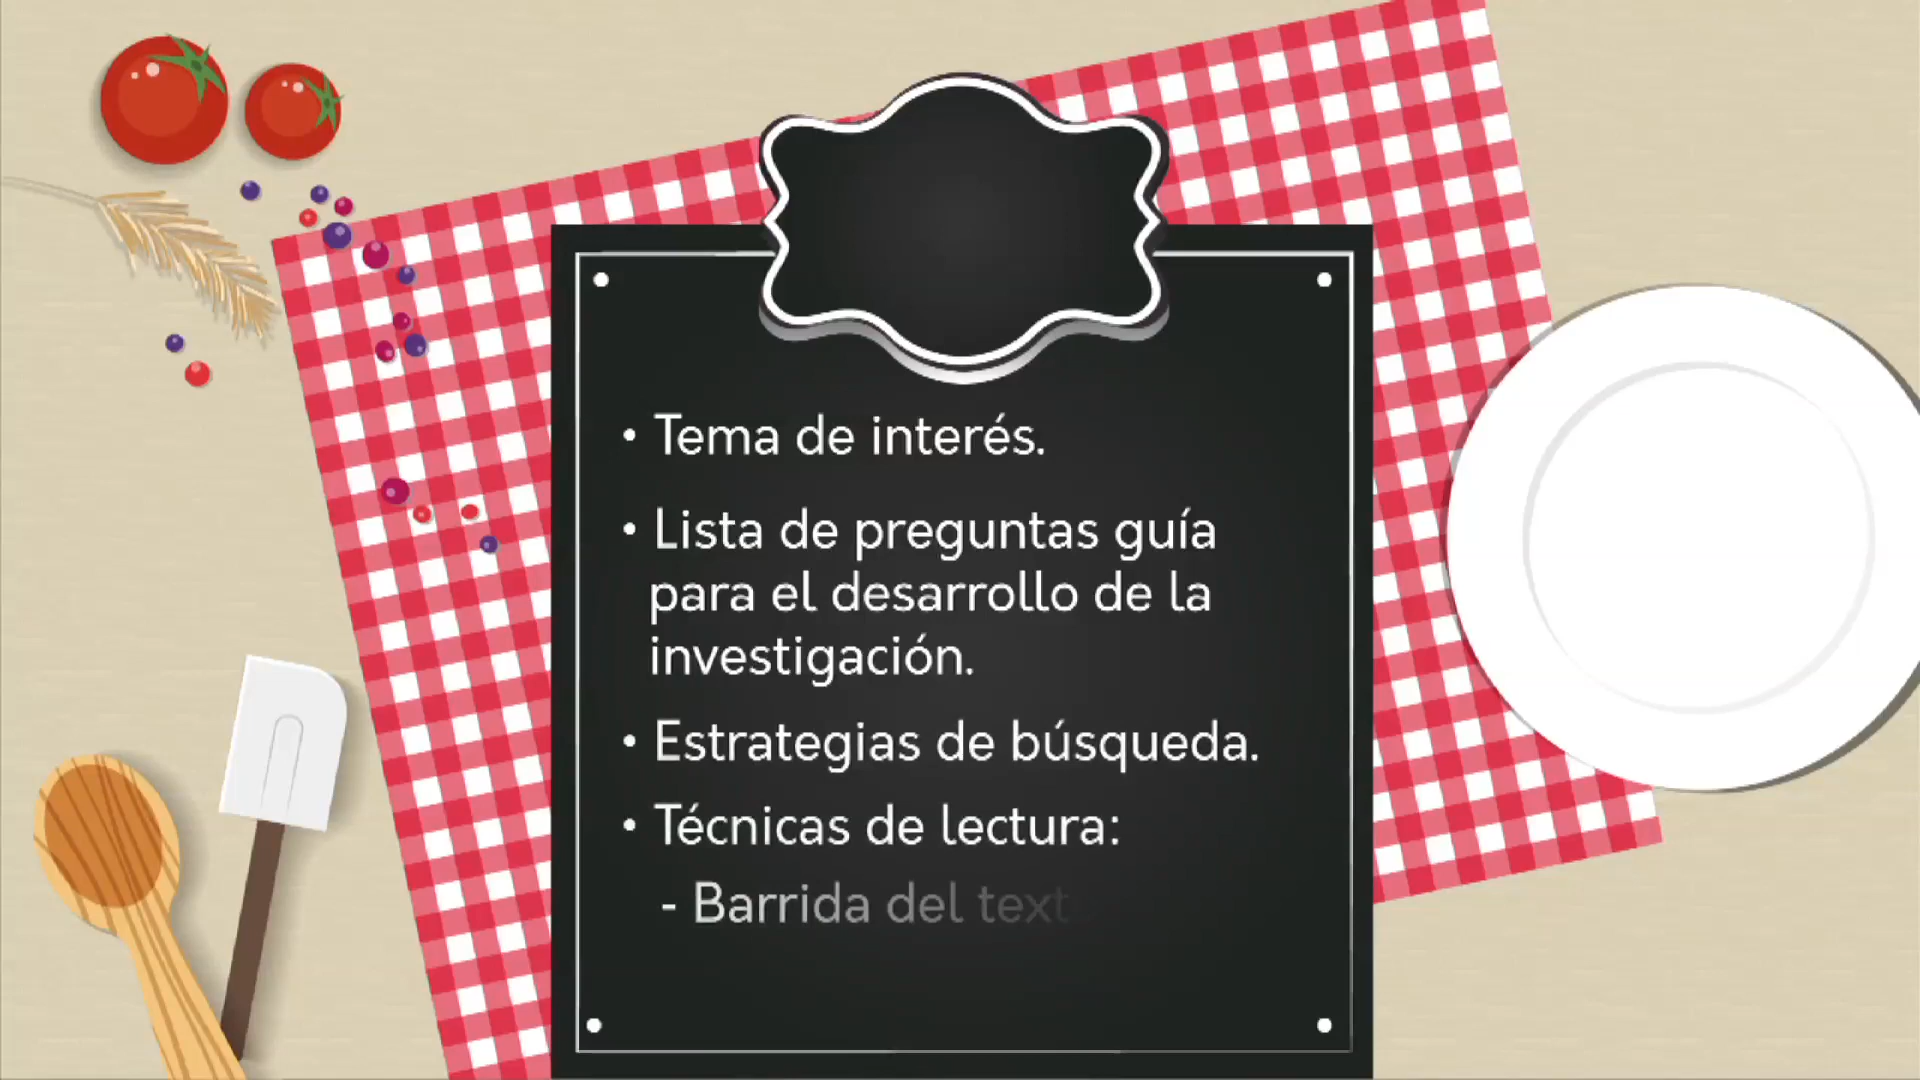 • Tema de interés.
• Lista de preguntas guía
para el desarrollo de la
investigación.
• Estrategias de búsqueda.
• Técnicas de lectura:
- Barrida del text